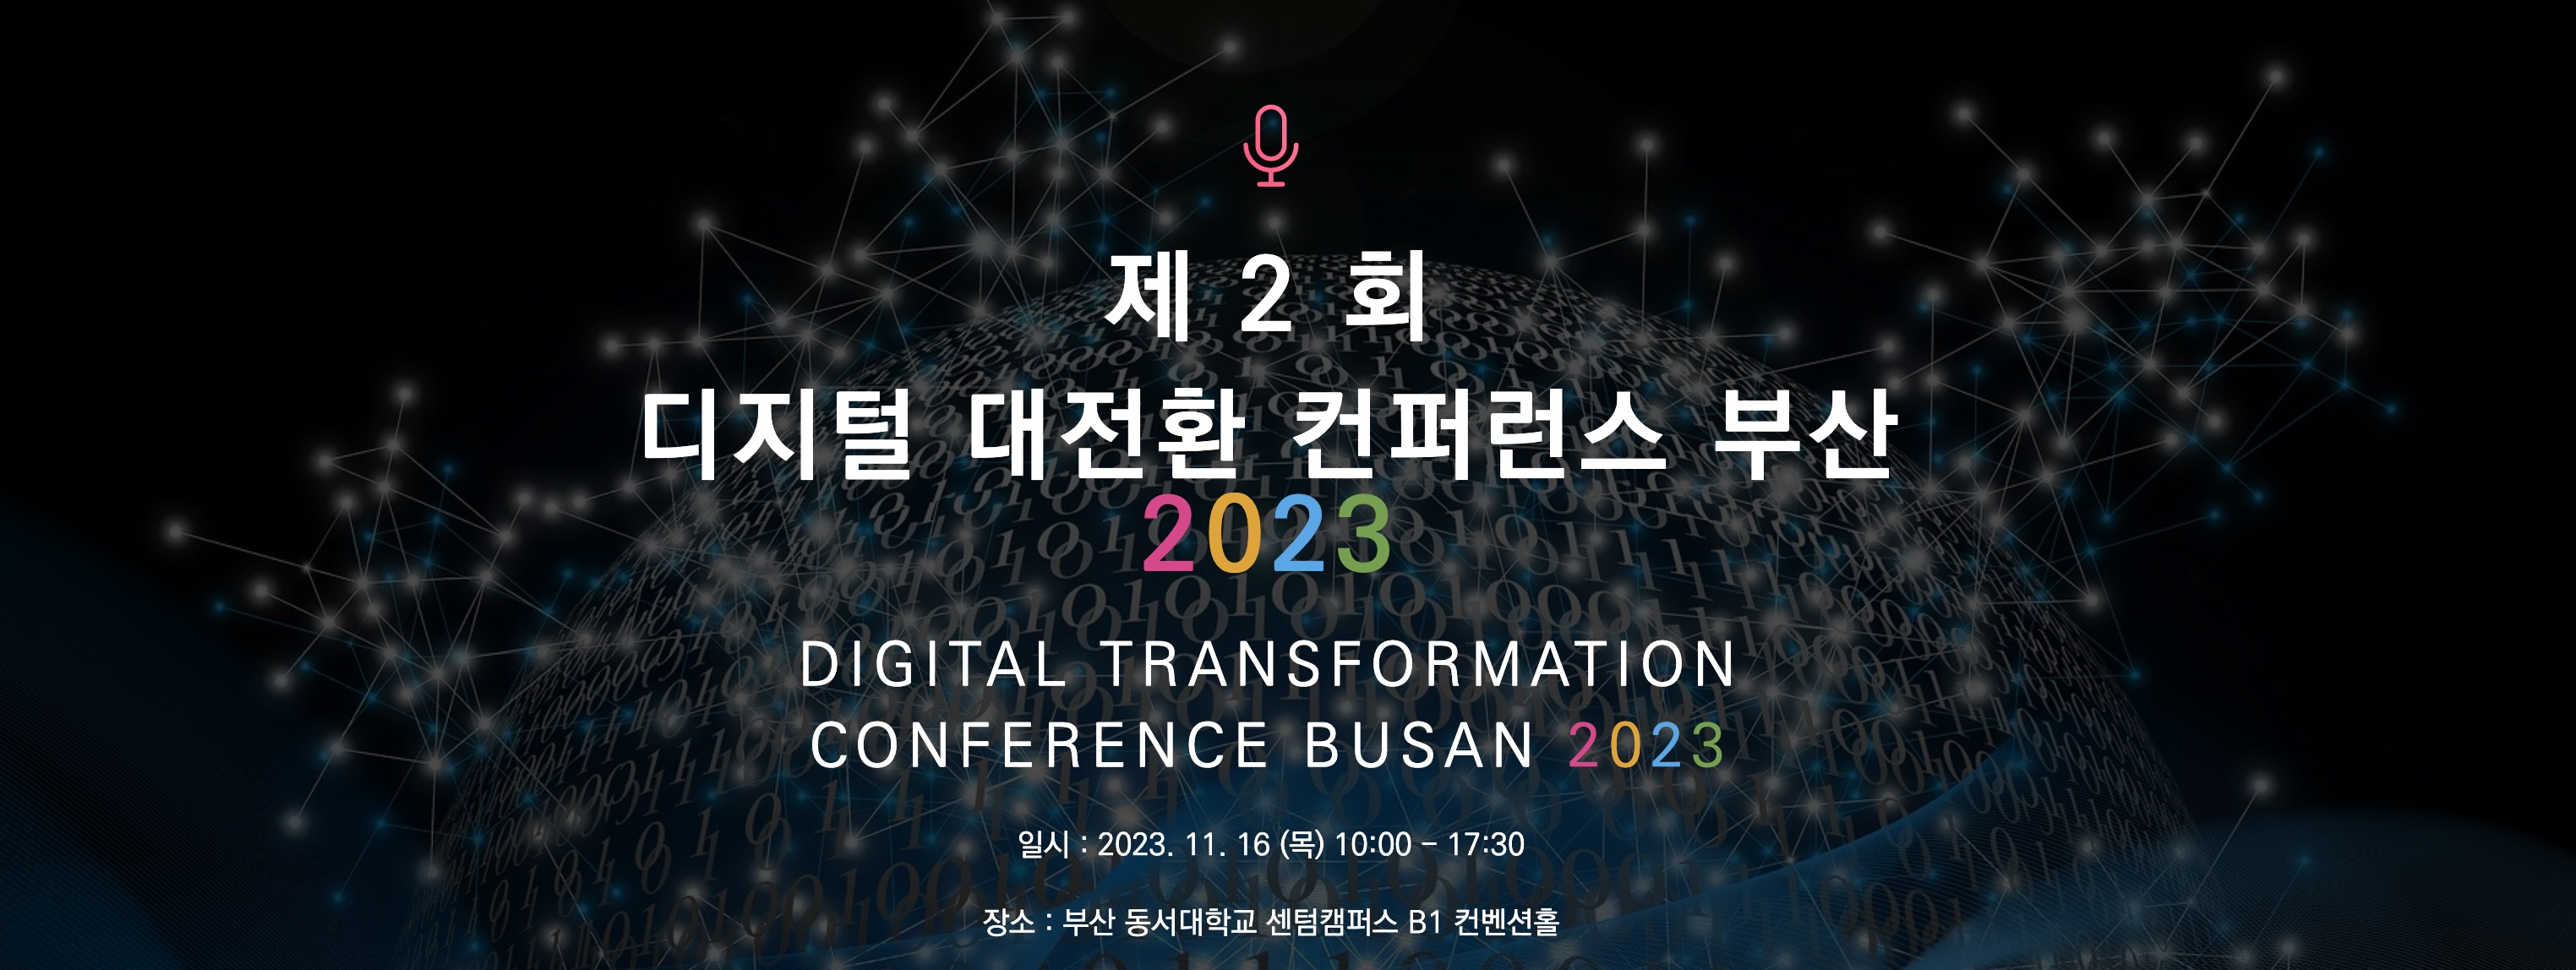 제 2 회
디지털 대전환 컨퍼런스 부산
2023
DIGITAL TRANSFORMATION
CONFERENCE BUSAN 2023
일시 : 2023. 11. 16 (목) 10:00 - 17:30
장소 : 부산 동서대학교 센텀캠퍼스 B1 컨벤션홀